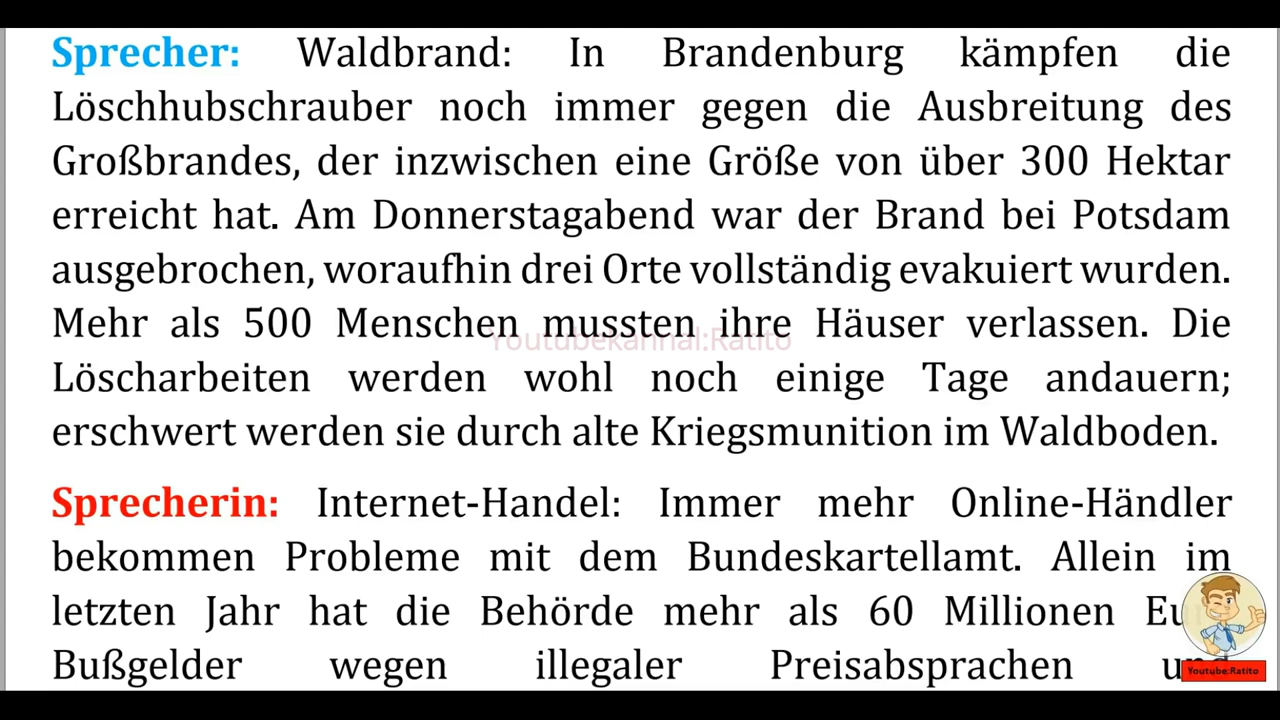 Sprecher: Waldbrand: In Brandenburg kämpfen die
Löschhubschrauber noch immer gegen die Ausbreitung des
Großbrandes, der inzwischen eine Größe von über 300 Hektar
erreicht hat. Am Donnerstagabend war der Brand bei Potsdam
ausgebrochen, woraufhin drei Orte vollständig evakuiert wurden.
Mehr als 500 Menschen mussten ihre Häuser verlassen. Die
Youtubekannal:Ratito
Löscharbeiten werden wohl noch einige Tage andauern;
erschwert werden sie durch alte Kriegsmunition im Waldboden.
Sprecherin: Internet-Handel: Immer mehr Online-Händler
bekommen Probleme mit dem Bundeskartellamt. Allein im
letzten Jahr hat die Behörde mehr als 60 Millionen
Bußgelder wegen illegaler Preisabsprachen
Youtube:Ratito